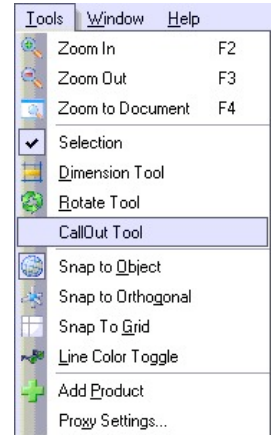 Tools Window Help
Zoom In F2
Zoom Out F3
Zoom to Document F4
Selection
Dimension Tool
Rotate Tool
CallOut Tool
Snap to Object
Snap to Orthogonal
Snap To Grid
Line Color Toggle
Add Product
Proxy Settings...